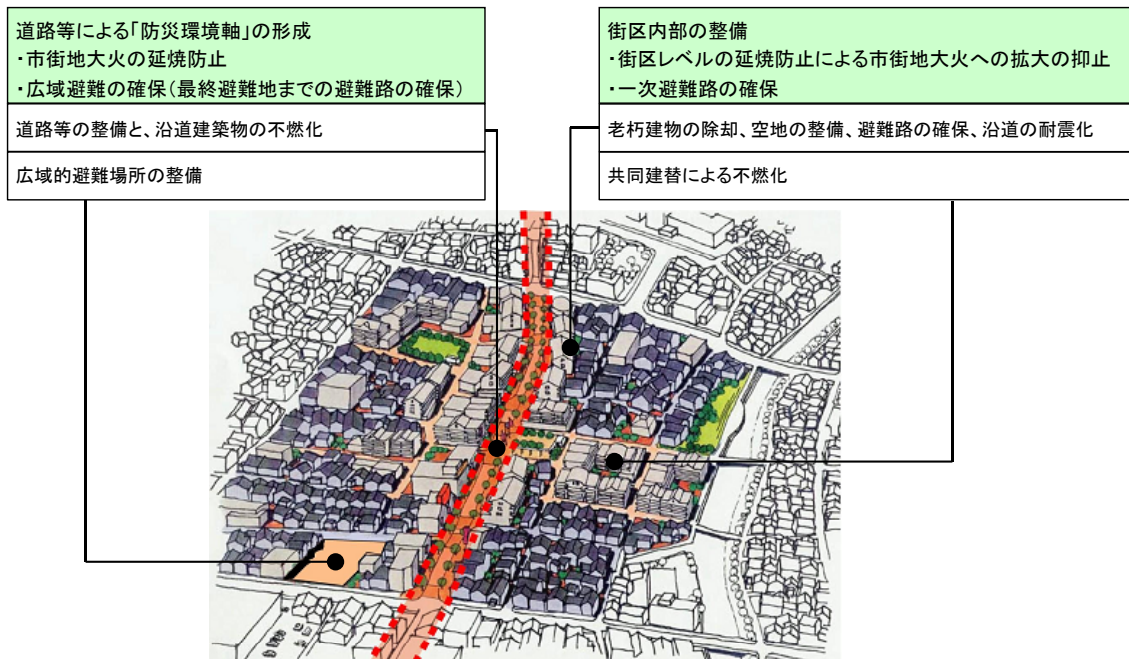 道路等による「防災環境軸」の形成
・市街地大火の延焼防止
・広域避難の確保(最終避難地までの避難路の確保)
道路等の整備と、沿道建築物の不燃化
広域的避難場所の整備
街区内部の整備
・街区レベルの延焼防止による市街地大火への拡大の抑止
・一次避難路の確保
老朽建物の除却、空地の整備、避難路の確保、沿道の耐震化
共同建替による不燃化